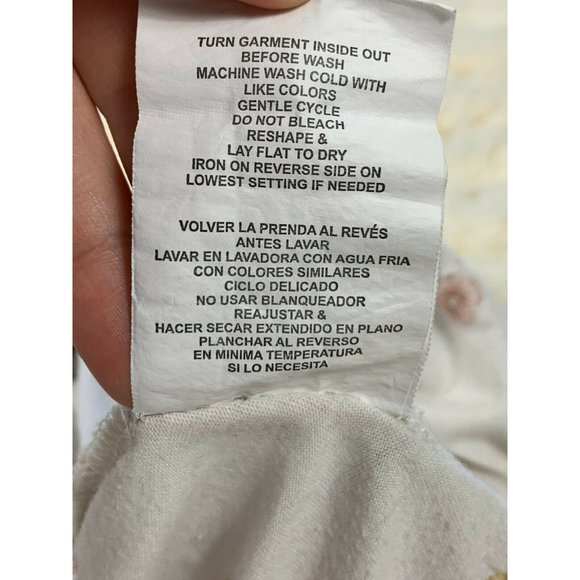 TURN GARMENT INSIDE OUT
BEFORE WASH
MACHINE WASH COLD WITH
LIKE COLORS
GENTLE CYCLE
DO NOT BLEACH
RESHAPE &
LAY FLAT TO DRY
IRON ON REVERSE SIDE ON
LOWEST SETTING IF NEEDED
VOLVER LA PRENDA AL REVÉS
ANTES LAVAR
LAVAR EN LAVADORA CON AGUA FRIA
CON COLORES SIMILARES
CICLO DELICADO
NO USAR BLANQUEADOR
REAJUSTAR &
HACER SECAR EXTENDIDO EN PLANO
PLANCHAR AL REVERSO
EN MINIMA TEMPERATURA
SI LO NECESITA